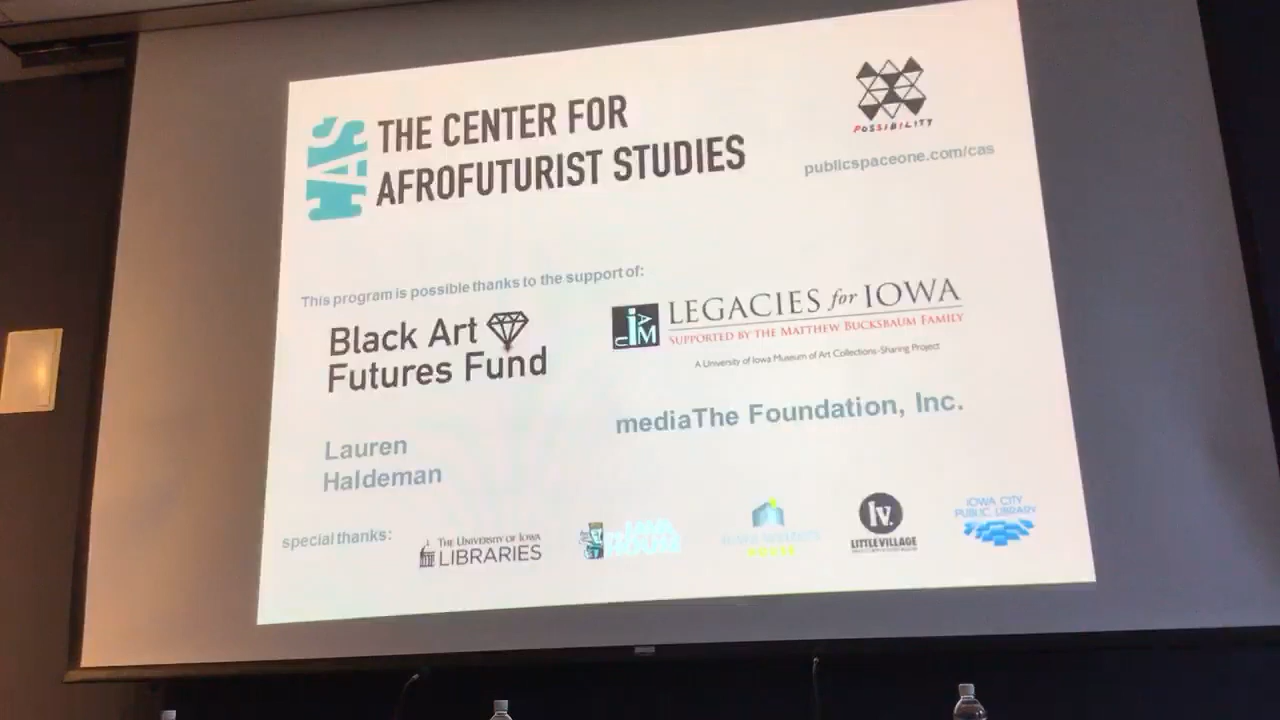 CAS
THE CENTER FOR
AFROFUTURIST STUDIES
POSSIBILITY
publicspaceone.com/cas
This program is possible thanks to the support of:
Black Art
Futures Fund
LEGACIES for IOWA
SUPPORTED BY THE MATTHEW BUCKSBAUM FAMILY
A University of Iowa Museum of Art Collections-Sharing Project
mediaThe Foundation, Inc.
Lauren
Haldeman
special thanks:
THE UNIVERSITY OF IOWA
LIBRARIES
lv.
LITTLE VILLAGE
IOWA CITY
PUBLIC LIBRARY